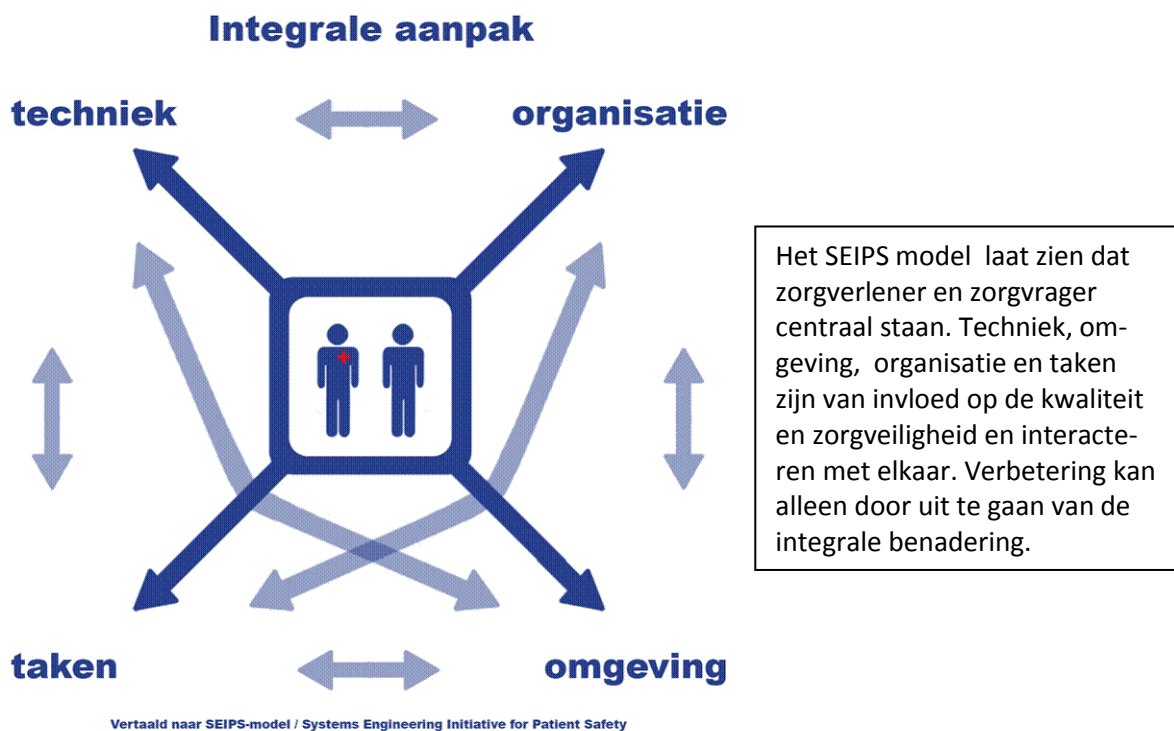 Integrale aanpak
techniek
organisatie
Het SEIPS model laat zien dat
zorgverlener en zorgvrager
centraal staan. Techniek, om-
geving, organisatie en taken
zijn van invloed op de kwaliteit
en zorgveiligheid en interacte-
ren met elkaar. Verbetering kan
alleen door uit te gaan van de
integrale benadering.
taken
omgeving
Vertaald naar SEIPS-model / Systems Engineering Initiative for Patient Safety